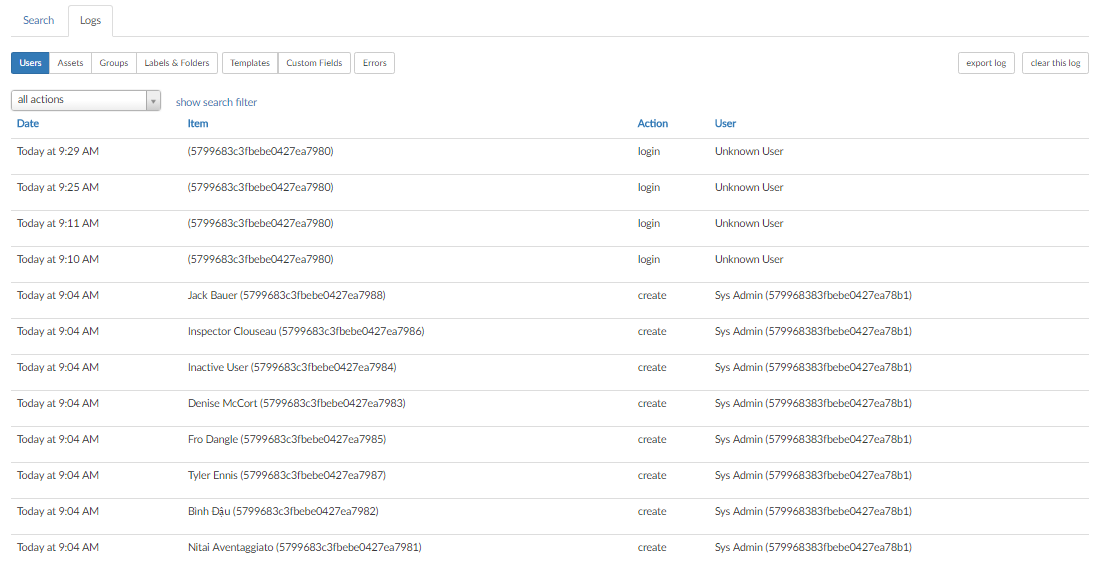 Search Logs
Users Assets Groups Labels & Folders Templates Custom Fields Errors export log clear this log
all actions show search filter
Date Item Action User
Today at 9:29 AM (5799683c3fbebe0427ea7980) login Unknown User
Today at 9:25 AM (5799683c3fbebe0427ea7980) login Unknown User
Today at 9:11 AM (5799683c3fbebe0427ea7980) login Unknown User
Today at 9:10 AM (5799683c3fbebe0427ea7980) login Unknown User
Today at 9:04 AM Jack Bauer (5799683c3fbebe0427ea7988) create Sys Admin (579968383fbebe0427ea78b1)
Today at 9:04 AM Inspector Clouseau (5799683c3fbebe0427ea7986) create Sys Admin (579968383fbebe0427ea78b1)
Today at 9:04 AM Inactive User (5799683c3fbebe0427ea7984) create Sys Admin (579968383fbebe0427ea78b1)
Today at 9:04 AM Denise McCort (5799683c3fbebe0427ea7983) create Sys Admin (579968383fbebe0427ea78b1)
Today at 9:04 AM Fro Dangle (5799683c3fbebe0427ea7985) create Sys Admin (579968383fbebe0427ea78b1)
Today at 9:04 AM Tyler Ennis (5799683c3fbebe0427ea7987) create Sys Admin (579968383fbebe0427ea78b1)
Today at 9:04 AM Bình Đậu (5799683c3fbebe0427ea7982) create Sys Admin (579968383fbebe0427ea78b1)
Today at 9:04 AM Nitai Aventaggiato (5799683c3fbebe0427ea7981) create Sys Admin (579968383fbebe0427ea78b1)